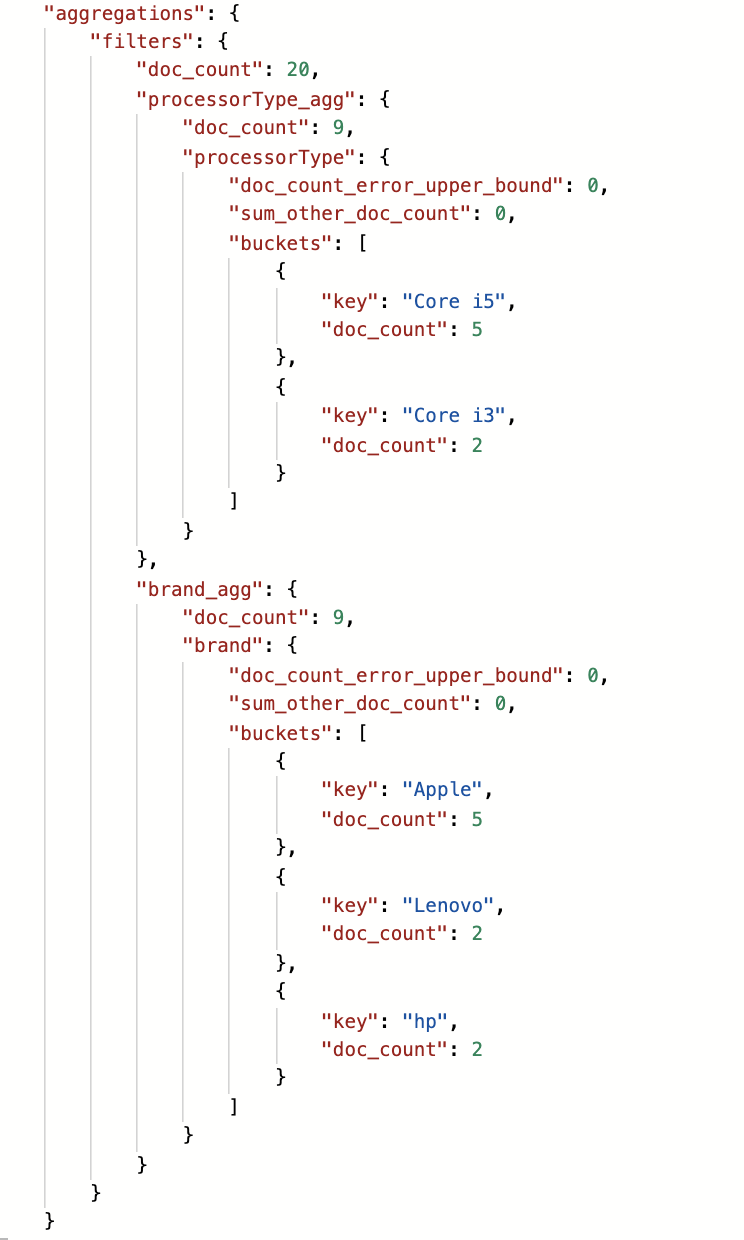 "aggregations": {
"filters": {
"doc_count": 20,
"processorType_agg": {
"doc_count": 9,
"processorType": {
"doc_count_error_upper_bound": 0,
"sum_other_doc_count": 0,
"buckets": [
{
"key": "Core i5",
"doc_count": 5
},
{
"key": "Core i3",
"doc_count": 2
}
]
}
},
"brand_agg": {
"doc_count": 9,
"brand": {
"doc_count_error_upper_bound": 0,
"sum_other_doc_count": 0,
"buckets": [
{
"key": "Apple",
"doc_count": 5
},
{
"key": "Lenovo",
"doc_count": 2
},
{
"key": "hp",
"doc_count": 2
}
]
}
}
}
}